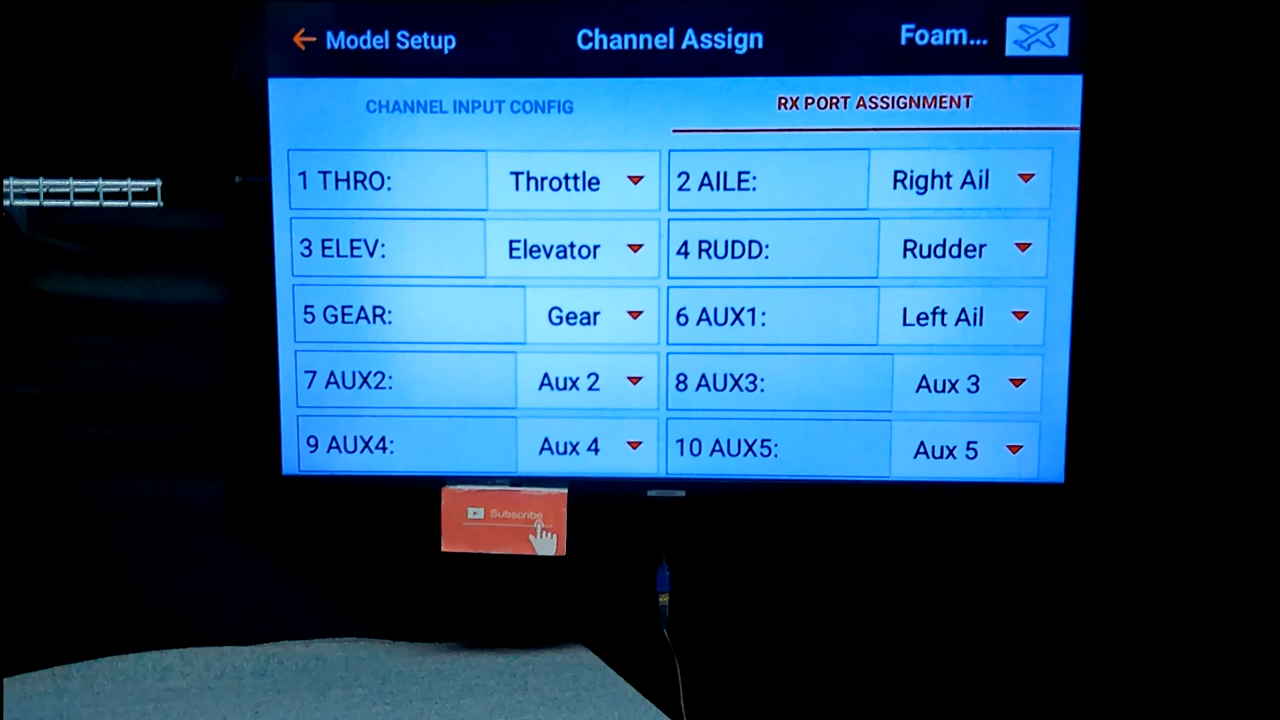 Model Setup Channel Assign Foam...
CHANNEL INPUT CONFIG RX PORT ASSIGNMENT
1 THRO: Throttle 2 AILE: Right Ail
3 ELEV: Elevator 4 RUDD: Rudder
5 GEAR: Gear 6 AUX1: Left Ail
7 AUX2: Aux 2 8 AUX3: Aux 3
9 AUX4: Aux 4 10 AUX5: Aux 5
Subscribe